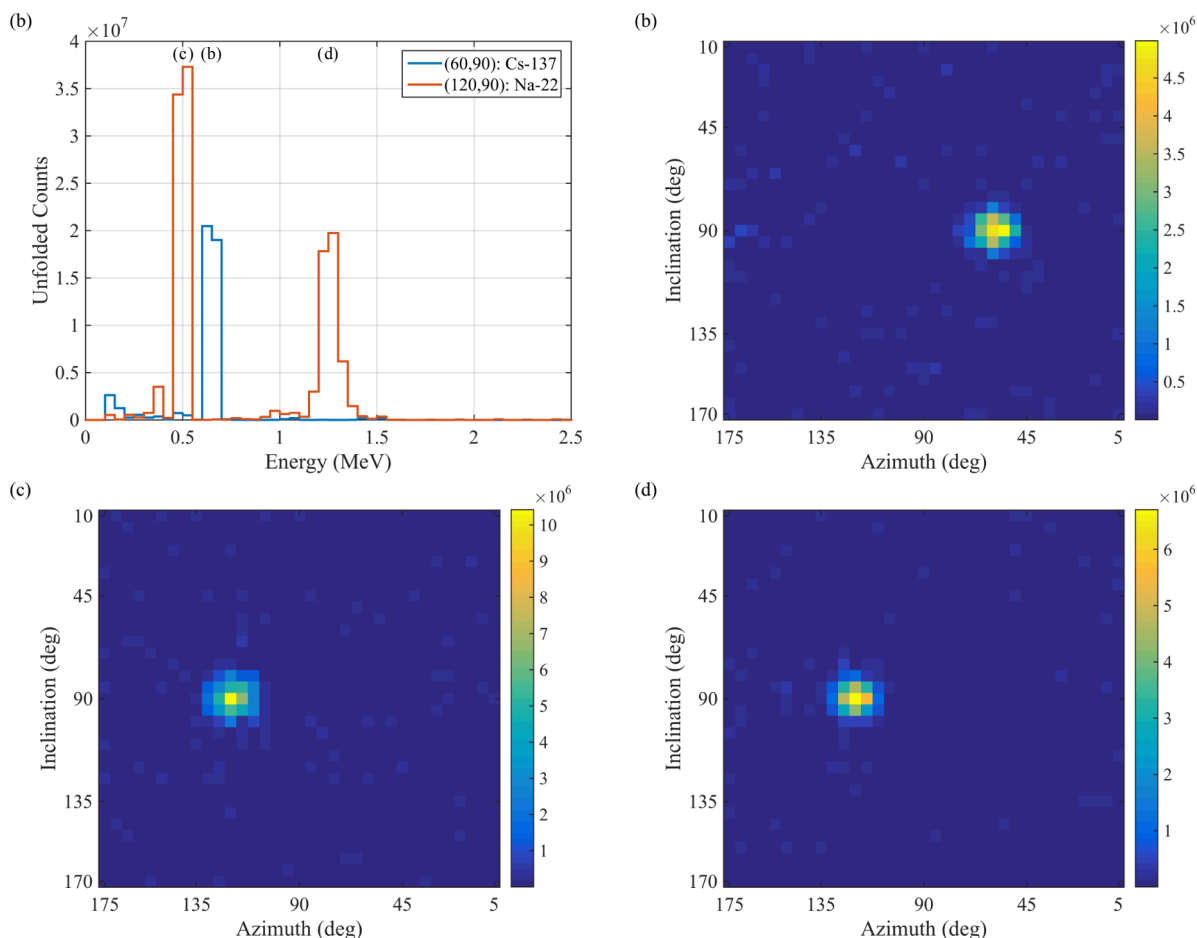 (b)
×10⁷
(c) (b) (d)
(60,90): Cs-137
(120,90): Na-22
4
3.5
3
2.5
2
1.5
1
0.5
0
Unfolded Counts
0 0.5 1 1.5 2 2.5
Energy (MeV)
(b)
×10⁶
10
45
90
135
170
Inclination (deg)
175 135 90 45 5
Azimuth (deg)
4.5
4
3.5
3
2.5
2
1.5
1
0.5
(c)
×10⁶
10
45
90
135
170
Inclination (deg)
175 135 90 45 5
Azimuth (deg)
10
9
8
7
6
5
4
3
2
1
(d)
×10⁶
10
45
90
135
170
Inclination (deg)
175 135 90 45 5
Azimuth (deg)
6
5
4
3
2
1